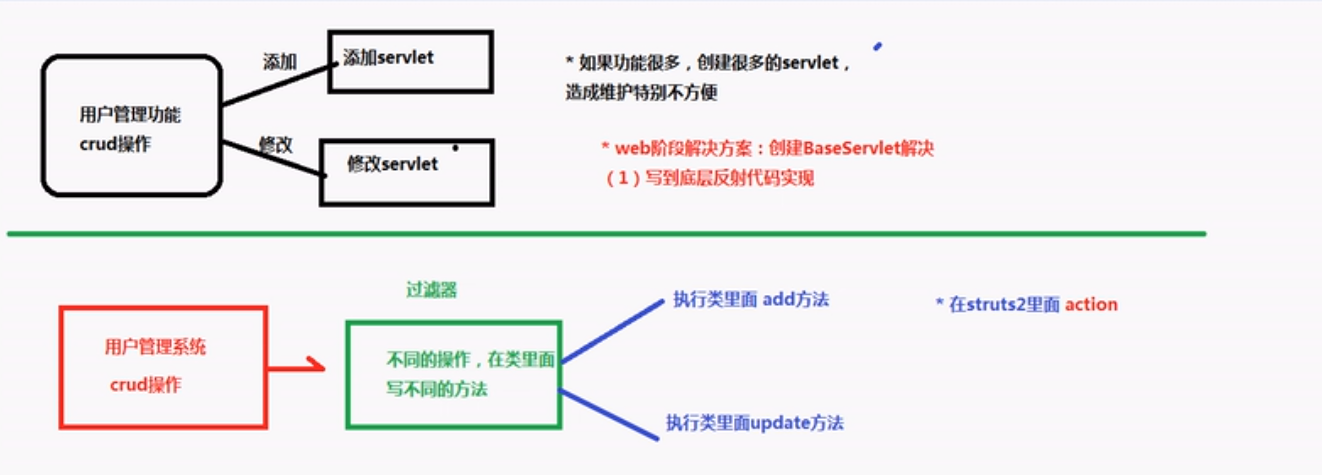 添加
添加servlet
用户管理功能
crud操作
修改
修改servlet
* 如果功能很多，创建很多的servlet，
造成维护特别不方便
* web阶段解决方案：创建BaseServlet解决
（1）写到底层反射代码实现
过滤器
用户管理系统
crud操作
不同的操作，在类里面
写不同的方法
执行类里面 add方法
执行类里面update方法
* 在struts2里面 action